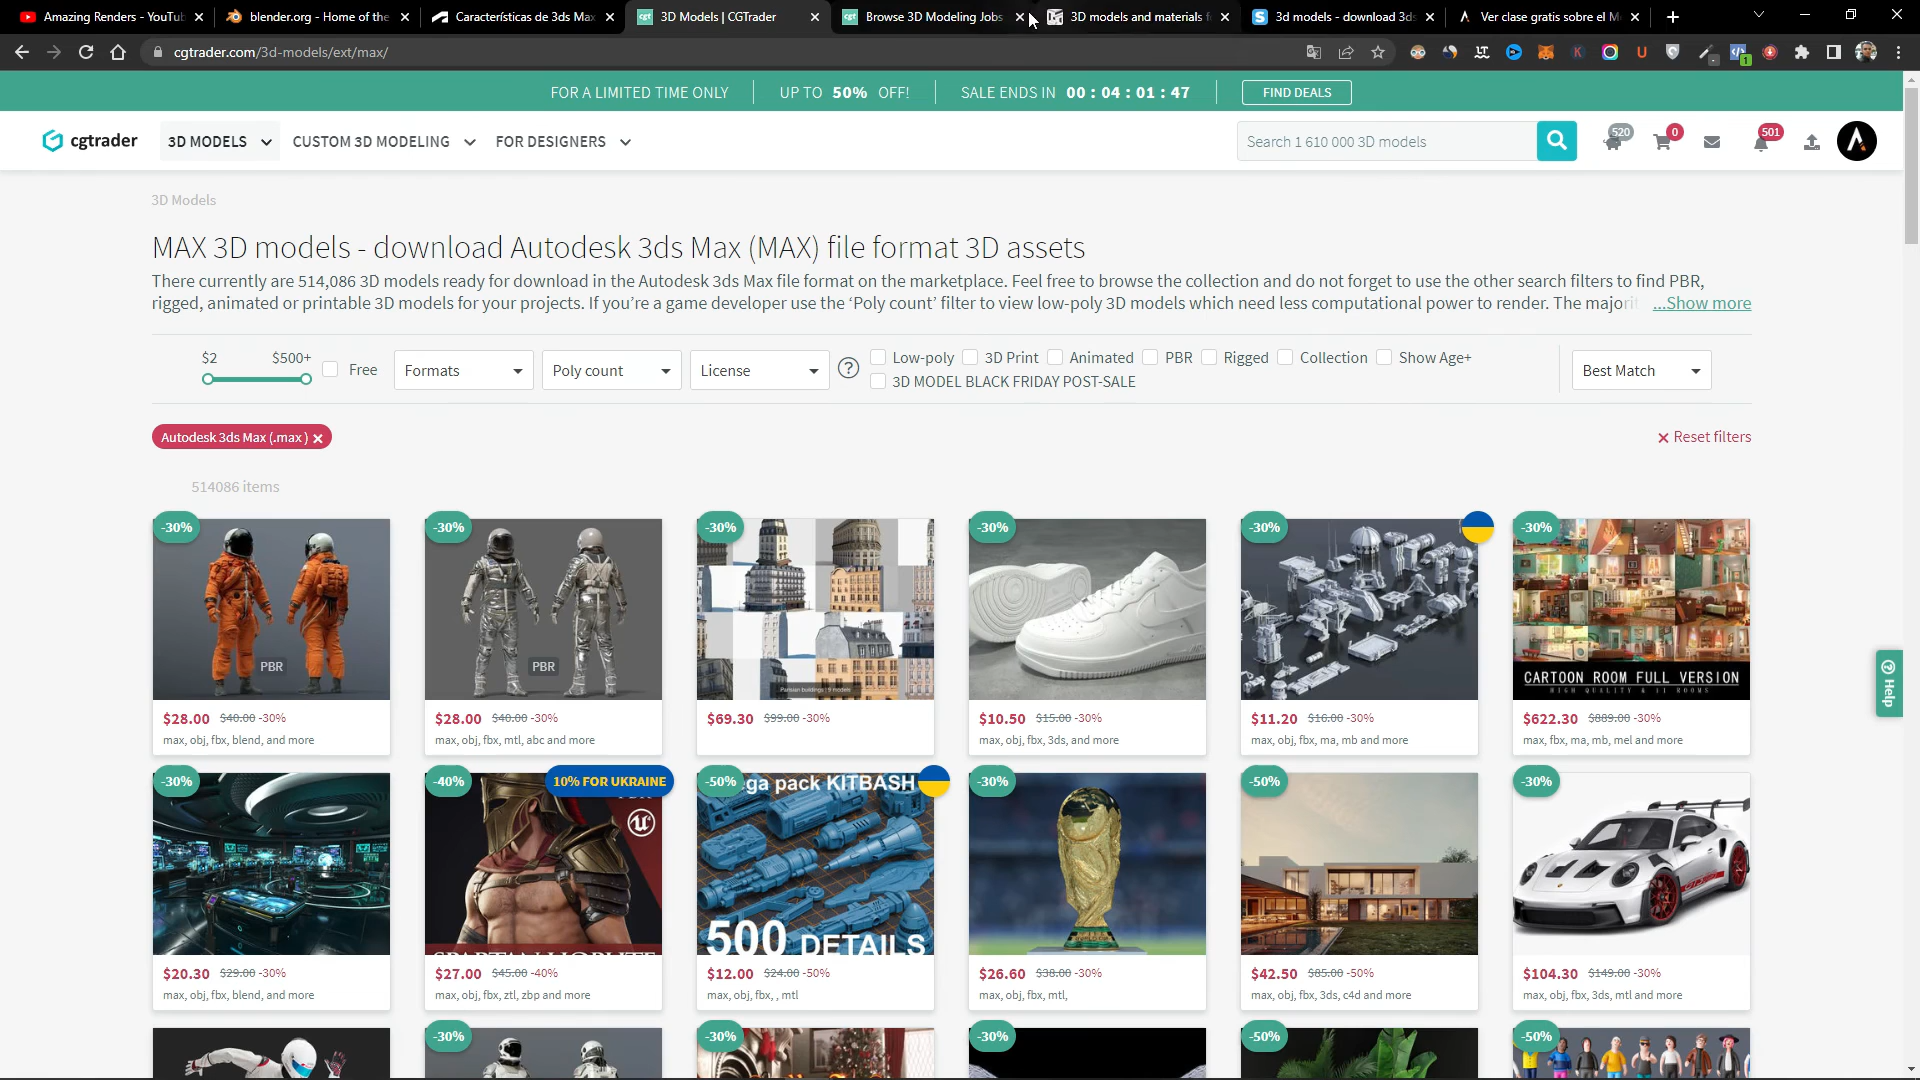 Amazing Renders - YouTub
blender.org - Home of the
Características de 3ds Max
3D Models | CGTrader
Browse 3D Modeling Jobs
3D models and materials f
3d models - download 3ds
Ver clase gratis sobre el M
cgtrader.com/3d-models/ext/max/
FOR A LIMITED TIME ONLY
UP TO 50% OFF!
SALE ENDS IN 00 : 04 : 01 : 47
FIND DEALS
cgtrader
3D MODELS
CUSTOM 3D MODELING
FOR DESIGNERS
Search 1 610 000 3D models
520
0
501
3D Models
MAX 3D models - download Autodesk 3ds Max (MAX) file format 3D assets
There currently are 514,086 3D models ready for download in the Autodesk 3ds Max file format on the marketplace. Feel free to browse the collection and do not forget to use the other search filters to find PBR,
rigged, animated or printable 3D models for your projects. If you're a game developer use the 'Poly count' filter to view low-poly 3D models which need less computational power to render. The majorit ...Show more
$2 $500+
Free
Formats
Poly count
License
?
Low-poly 3D Print Animated PBR Rigged Collection Show Age+
3D MODEL BLACK FRIDAY POST-SALE
Best Match
Autodesk 3ds Max (.max) ×
× Reset filters
514086 items
-30% -30% -30% -30% -30% -30%
PBR
PBR
Parisian buildings | 9 models
CARTOON ROOM FULL VERSION
HIGH QUALITY & 11 ROOMS
$28.00 $40.00 -30%
max, obj, fbx, blend, and more
$28.00 $40.00 -30%
max, obj, fbx, mtl, abc and more
$69.30 $99.00 -30%
$10.50 $15.00 -30%
max, obj, fbx, 3ds, and more
$11.20 $16.00 -30%
max, obj, fbx, ma, mb and more
$622.30 $889.00 -30%
max, fbx, ma, mb, mel and more
Help
-30%
-40%
10% FOR UKRAINE
-50%
ega pack KITBASH
500 DETAILS
-30%
-50%
-30%
SPARTAN HOPLITE
$20.30 $29.00 -30%
max, obj, fbx, blend, and more
$27.00 $45.00 -40%
max, obj, fbx, ztl, zbp and more
$12.00 $24.00 -50%
max, obj, fbx, , mtl
$26.60 $38.00 -30%
max, obj, fbx, mtl,
$42.50 $85.00 -50%
max, obj, fbx, 3ds, c4d and more
$104.30 $149.00 -30%
max, obj, fbx, 3ds, mtl and more
-30% -30% -30% -50% -50%